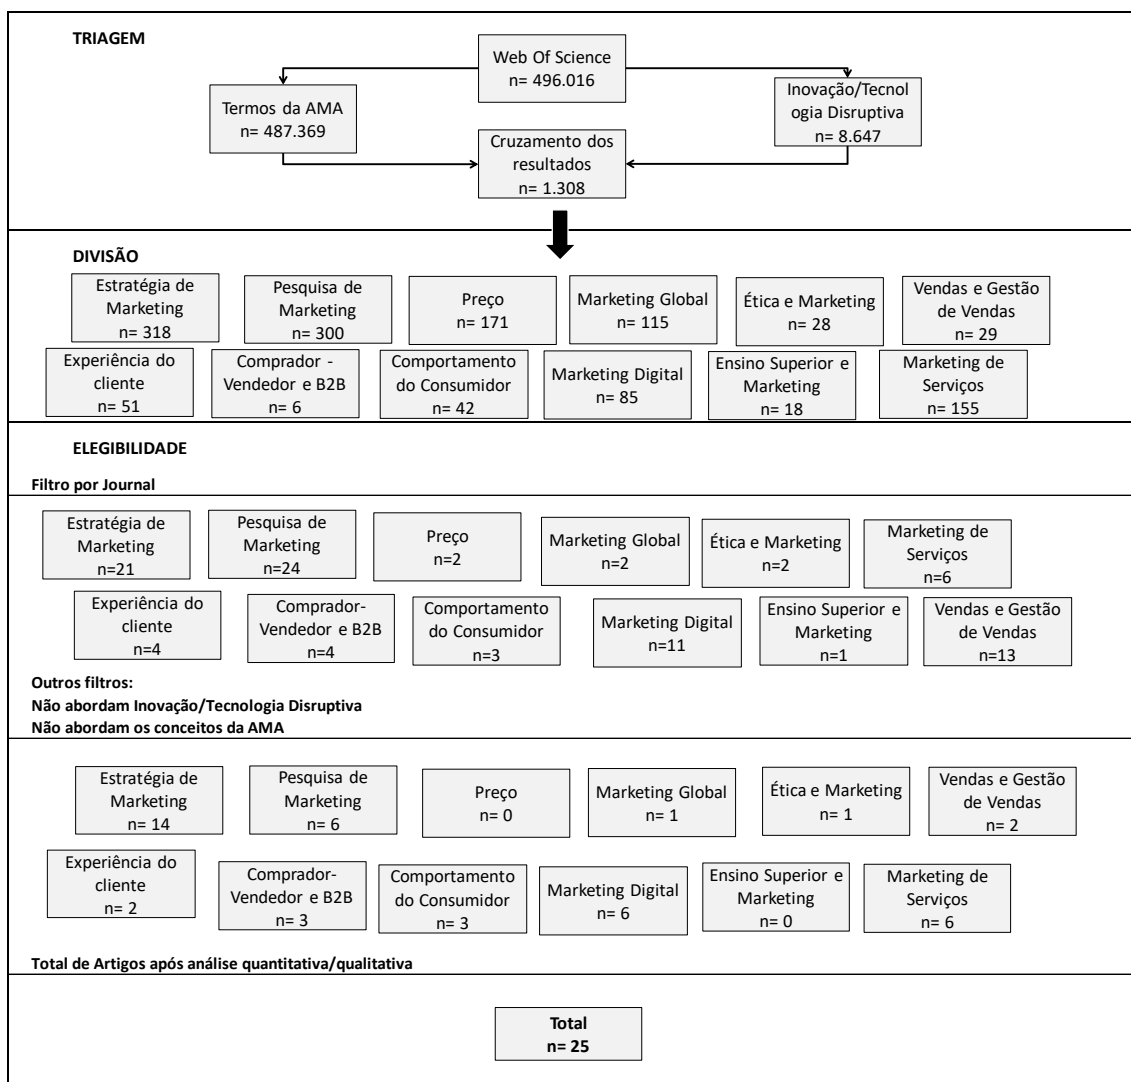 TRIAGEM
Web Of Science
n= 496.016
Termos da AMA
n= 487.369
Inovação/Tecnol
ogia Disruptiva
n= 8.647
Cruzamento dos
resultados
n= 1.308
DIVISÃO
Estratégia de
Marketing
n= 318
Pesquisa de
Marketing
n= 300
Preço
n= 171
Marketing Global
n= 115
Ética e Marketing
n= 28
Vendas e Gestão
de Vendas
n= 29
Experiência do
cliente
n= 51
Comprador -
Vendedor e B2B
n= 6
Comportamento
do Consumidor
n= 42
Marketing Digital
n= 85
Ensino Superior e
Marketing
n= 18
Marketing de
Serviços
n= 155
ELEGIBILIDADE
Filtro por Journal
Estratégia de
Marketing
n=21
Pesquisa de
Marketing
n=24
Preço
n=2
Marketing Global
n=2
Ética e Marketing
n=2
Marketing de
Serviços
n=6
Experiência do
cliente
n=4
Comprador-
Vendedor e B2B
n=4
Comportamento
do Consumidor
n=3
Marketing Digital
n=11
Ensino Superior e
Marketing
n=1
Vendas e Gestão
de Vendas
n=13
Outros filtros:
Não abordam Inovação/Tecnologia Disruptiva
Não abordam os conceitos da AMA
Estratégia de
Marketing
n= 14
Pesquisa de
Marketing
n= 6
Preço
n= 0
Marketing Global
n= 1
Ética e Marketing
n= 1
Vendas e Gestão
de Vendas
n= 2
Experiência do
cliente
n= 2
Comprador-
Vendedor e B2B
n= 3
Comportamento
do Consumidor
n= 3
Marketing Digital
n= 6
Ensino Superior e
Marketing
n= 0
Marketing de
Serviços
n= 6
Total de Artigos após análise quantitativa/qualitativa
Total
n= 25